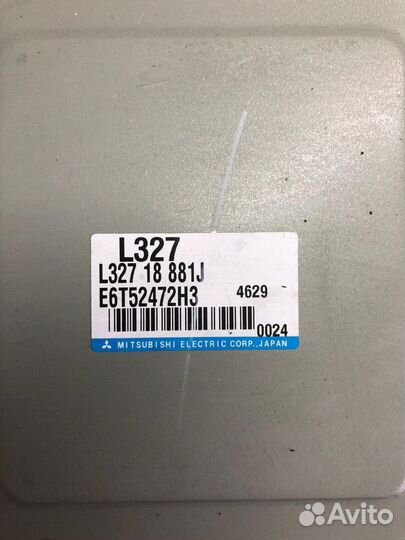 L327
L327 18 881J
E6T52472H3 4629
0024
MITSUBISHI ELECTRIC CORP., JAPAN
Avito